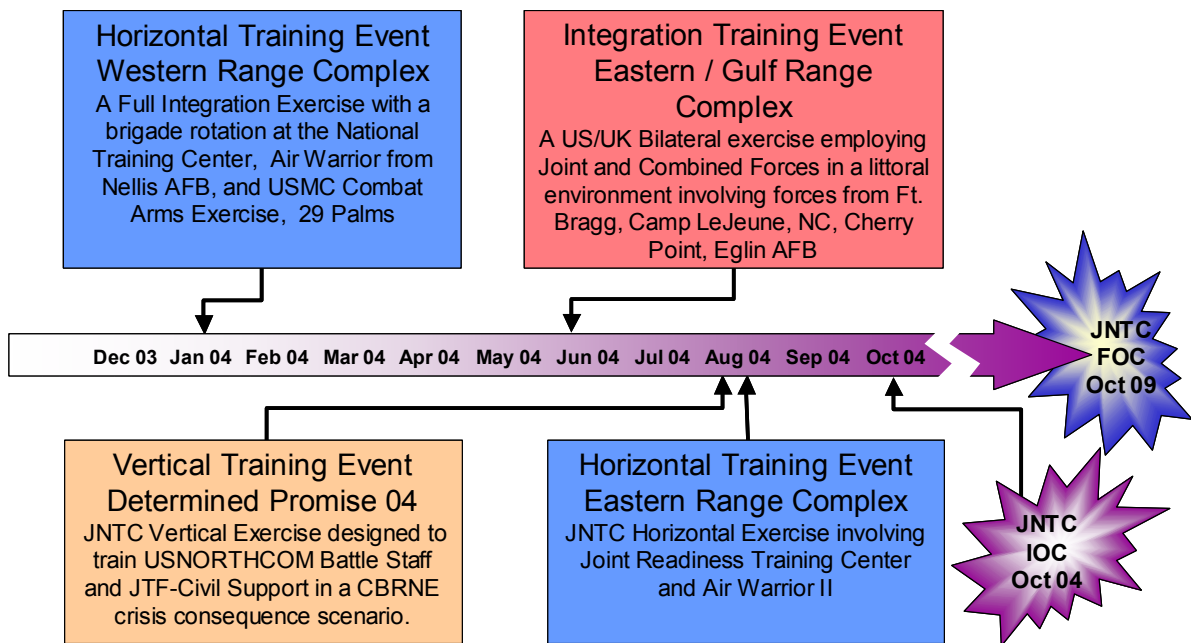 Horizontal Training Event
Western Range Complex
A Full Integration Exercise with a
brigade rotation at the National
Training Center, Air Warrior from
Nellis AFB, and USMC Combat
Arms Exercise, 29 Palms
Integration Training Event
Eastern / Gulf Range
Complex
A US/UK Bilateral exercise employing
Joint and Combined Forces in a littoral
environment involving forces from Ft.
Bragg, Camp LeJeune, NC, Cherry
Point, Eglin AFB
Dec 03 Jan 04 Feb 04 Mar 04 Apr 04 May 04 Jun 04 Jul 04 Aug 04 Sep 04 Oct 04
JNTC
FOC
Oct 09
Vertical Training Event
Determined Promise 04
JNTC Vertical Exercise designed to
train USNORTHCOM Battle Staff
and JTF-Civil Support in a CBRNE
crisis consequence scenario.
Horizontal Training Event
Eastern Range Complex
JNTC Horizontal Exercise involving
Joint Readiness Training Center
and Air Warrior II
JNTC
IOC
Oct 04